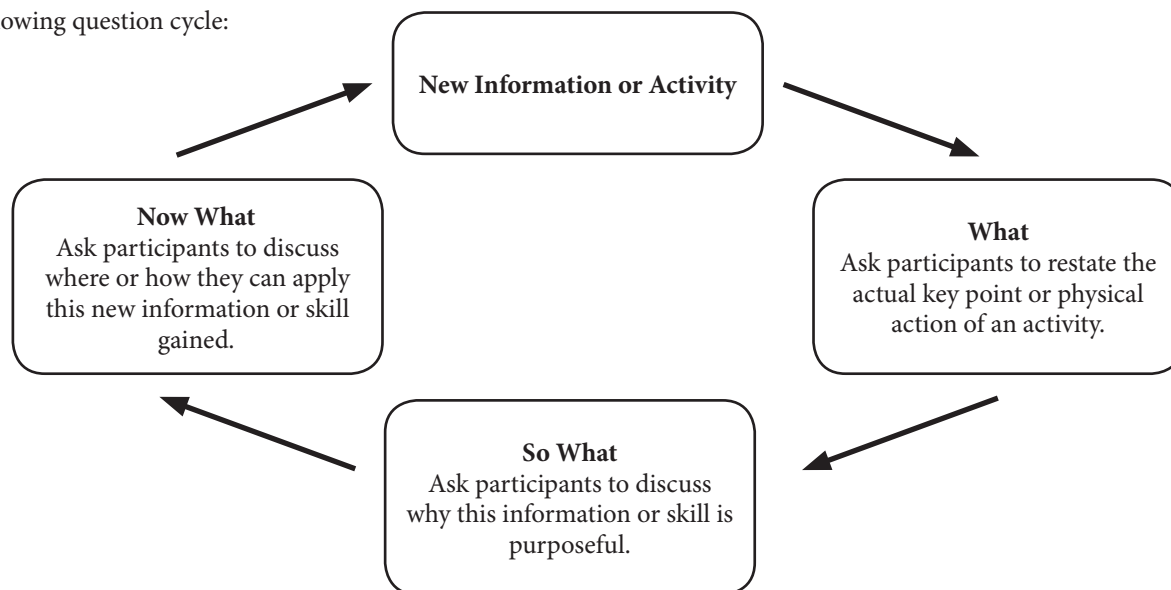 question cycle:
New Information or Activity
What
Ask participants to restate the
actual key point or physical
action of an activity.
So What
Ask participants to discuss
why this information or skill is
purposeful.
Now What
Ask participants to discuss
where or how they can apply
this new information or skill
gained.